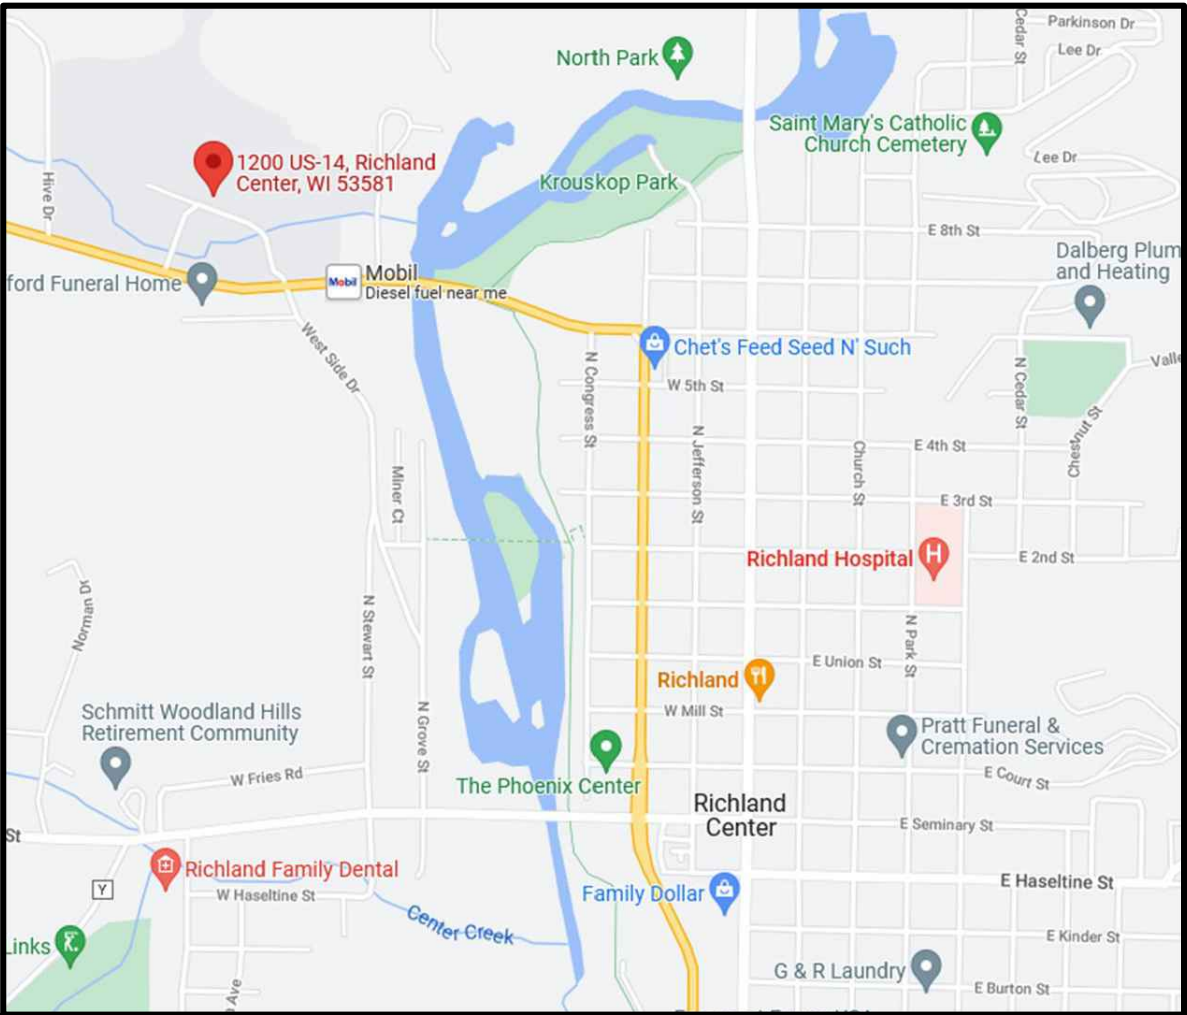 Cedar St
Parkinson Dr
Lee Dr
North Park
Saint Mary's Catholic
Church Cemetery
Lee Dr
1200 US-14, Richland
Center, WI 53581
Hive Dr
Krouskop Park
E 8th St
Dalberg Plum
and Heating
ford Funeral Home
Mobil
Mobil
Diesel fuel near me
West Side Dr
Chet's Feed Seed N' Such
N Congress St
W 5th St
N Cedar St
Valle
Chestnut St
N Jefferson St
Church St
E 4th St
Miner Ct
E 3rd St
Richland Hospital
H
E 2nd St
Norman Dr
N Stewart St
N Park St
E Union St
Richland
W Mill St
N Grove St
Schmitt Woodland Hills
Retirement Community
Pratt Funeral &
Cremation Services
W Fries Rd
The Phoenix Center
E Court St
Richland
Center
St
E Seminary St
Richland Family Dental
Y
W Haseltine St
Family Dollar
E Haseltine St
Center Creek
Links
E Kinder St
G & R Laundry
Ave
E Burton St